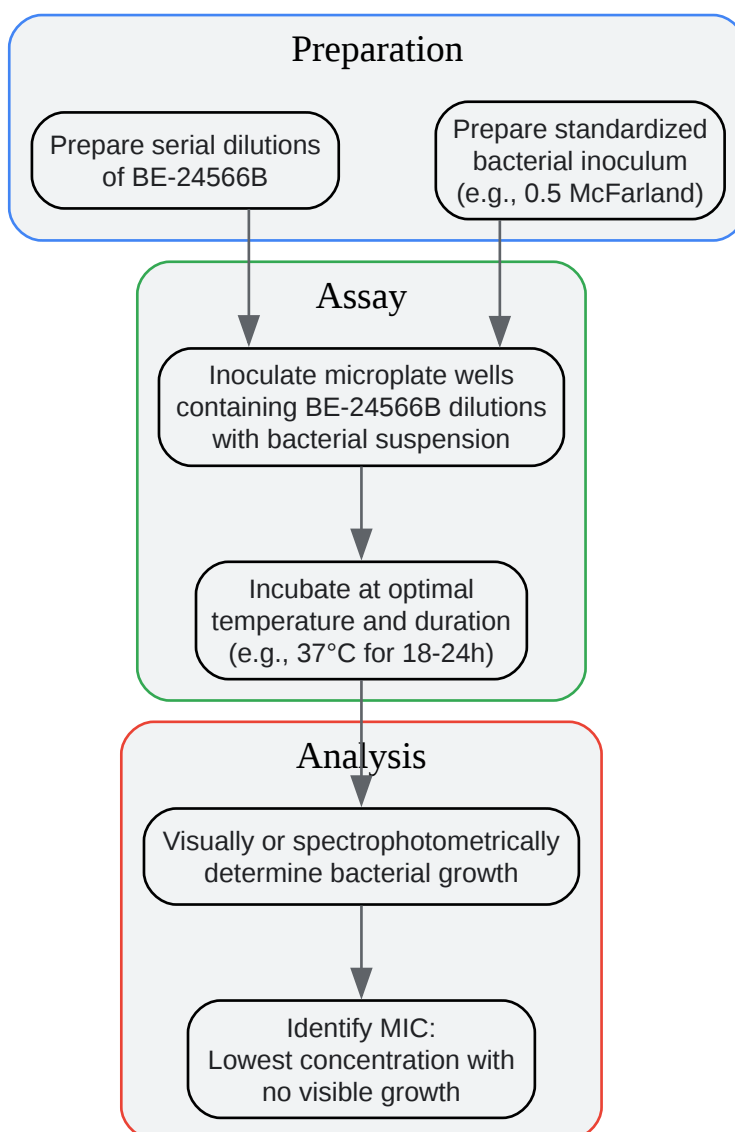 Preparation
Prepare serial dilutions
of BE-24566B
Prepare standardized
bacterial inoculum
(e.g., 0.5 McFarland)
Assay
Inoculate microplate wells
containing BE-24566B dilutions
with bacterial suspension
Incubate at optimal
temperature and duration
(e.g., 37°C for 18-24h)
Analysis
Visually or spectrophotometrically
determine bacterial growth
Identify MIC:
Lowest concentration with
no visible growth